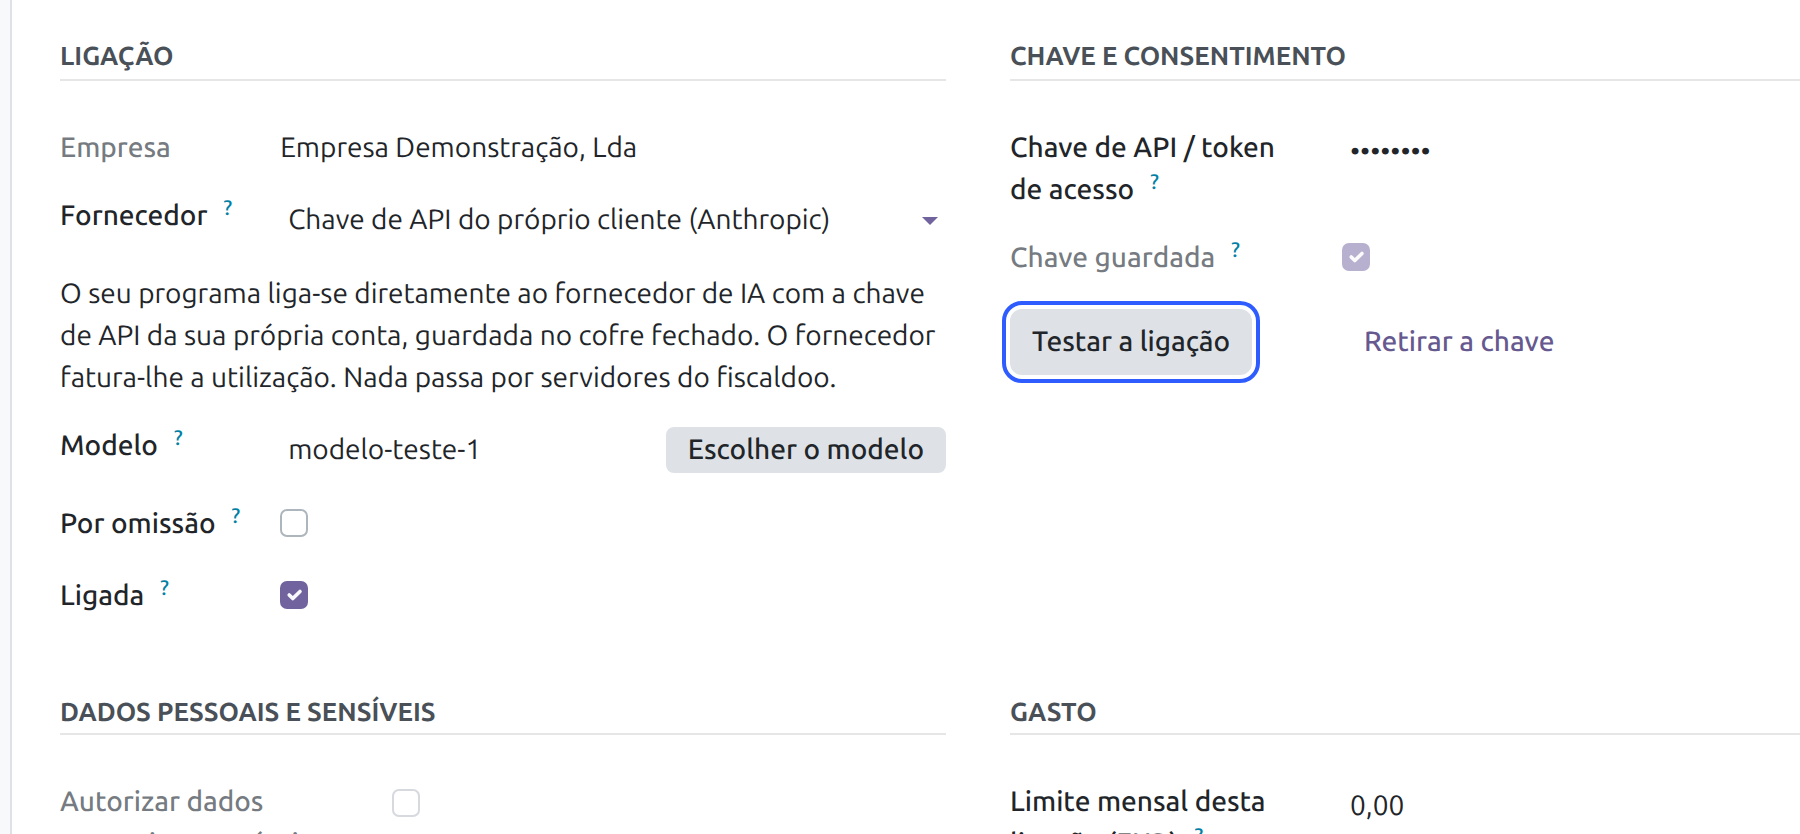 LIGAÇÃO
Empresa
Empresa Demonstração, Lda
Fornecedor ?
Chave de API do próprio cliente (Anthropic)
O seu programa liga-se diretamente ao fornecedor de IA com a chave
de API da sua própria conta, guardada no cofre fechado. O fornecedor
fatura-lhe a utilização. Nada passa por servidores do fiscaldoo.
Modelo ?
modelo-teste-1
Escolher o modelo
Por omissão ?
Ligada ?
CHAVE E CONSENTIMENTO
Chave de API / token
de acesso ?
••••••••
Chave guardada ?
Testar a ligação
Retirar a chave
DADOS PESSOAIS E SENSÍVEIS
Autorizar dados
GASTO
Limite mensal desta
0,00